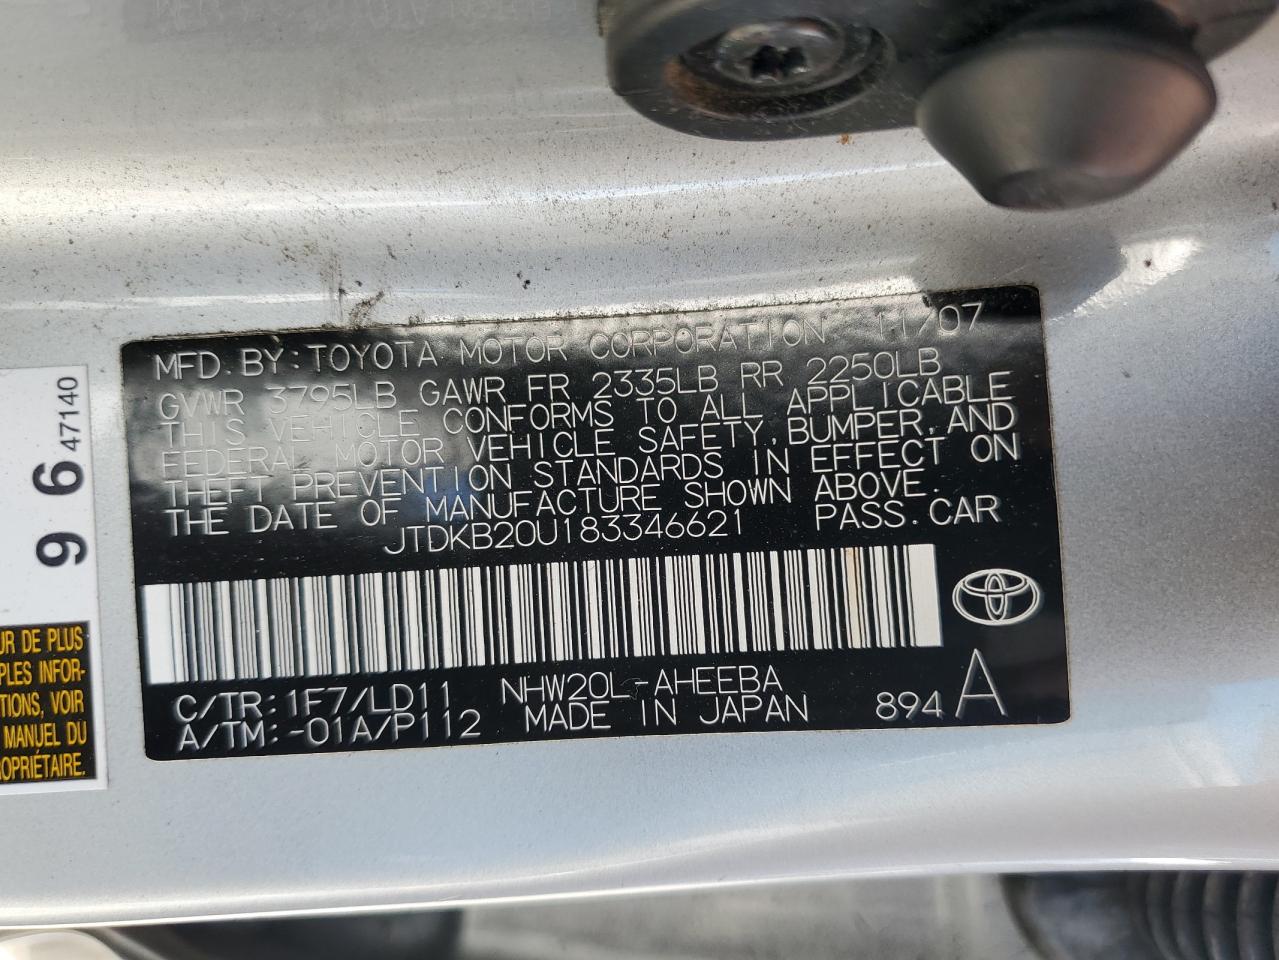 MFD. BY: TOYOTA MOTOR CORPORATION 11/07
GVWR 3795LB GAWR FR 2335LB RR 2250LB
THIS VEHICLE CONFORMS TO ALL APPLICABLE
FEDERAL MOTOR VEHICLE SAFETY, BUMPER, AND
THEFT PREVENTION STANDARDS IN EFFECT ON
THE DATE OF MANUFACTURE SHOWN ABOVE.
JTDKB20U183346621 PASS. CAR
C/TR: 1F7/LD11 NHW20L-AHEEBA
A/TM: -01A/P112 MADE IN JAPAN 894 A
9 6 47140
UR DE PLUS
PLES INFOR-
TIONS, VOIR
MANUEL DU
OPRIÉTAIRE.